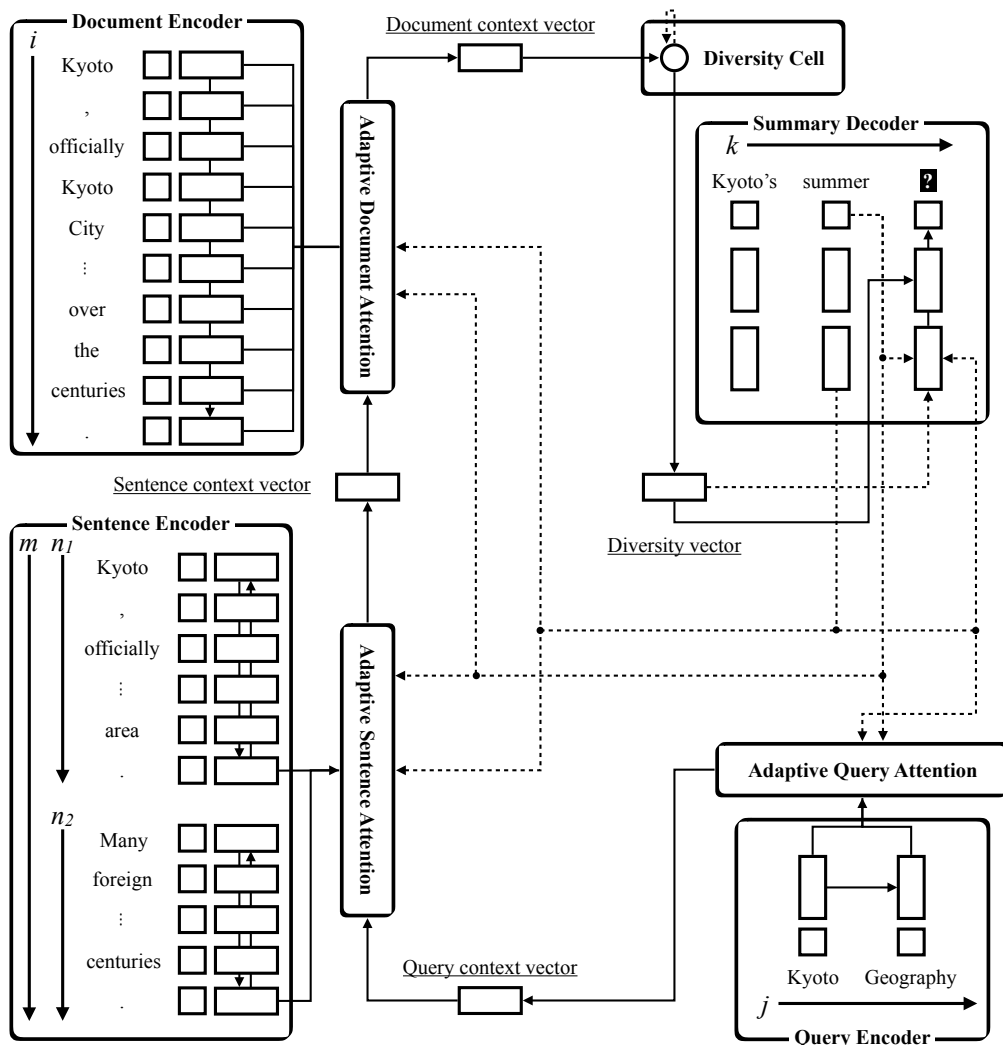 Document Encoder
i
Kyoto
,
officially
Kyoto
City
⋮
over
the
centuries
.
Document context vector
Diversity Cell
Adaptive Document Attention
Summary Decoder
k
Kyoto's summer ?
Sentence context vector
Diversity vector
Sentence Encoder
m n1
Kyoto
,
officially
⋮
area
.
n2
Many
foreign
⋮
centuries
.
Adaptive Sentence Attention
Query context vector
Adaptive Query Attention
Kyoto Geography
j
Query Encoder